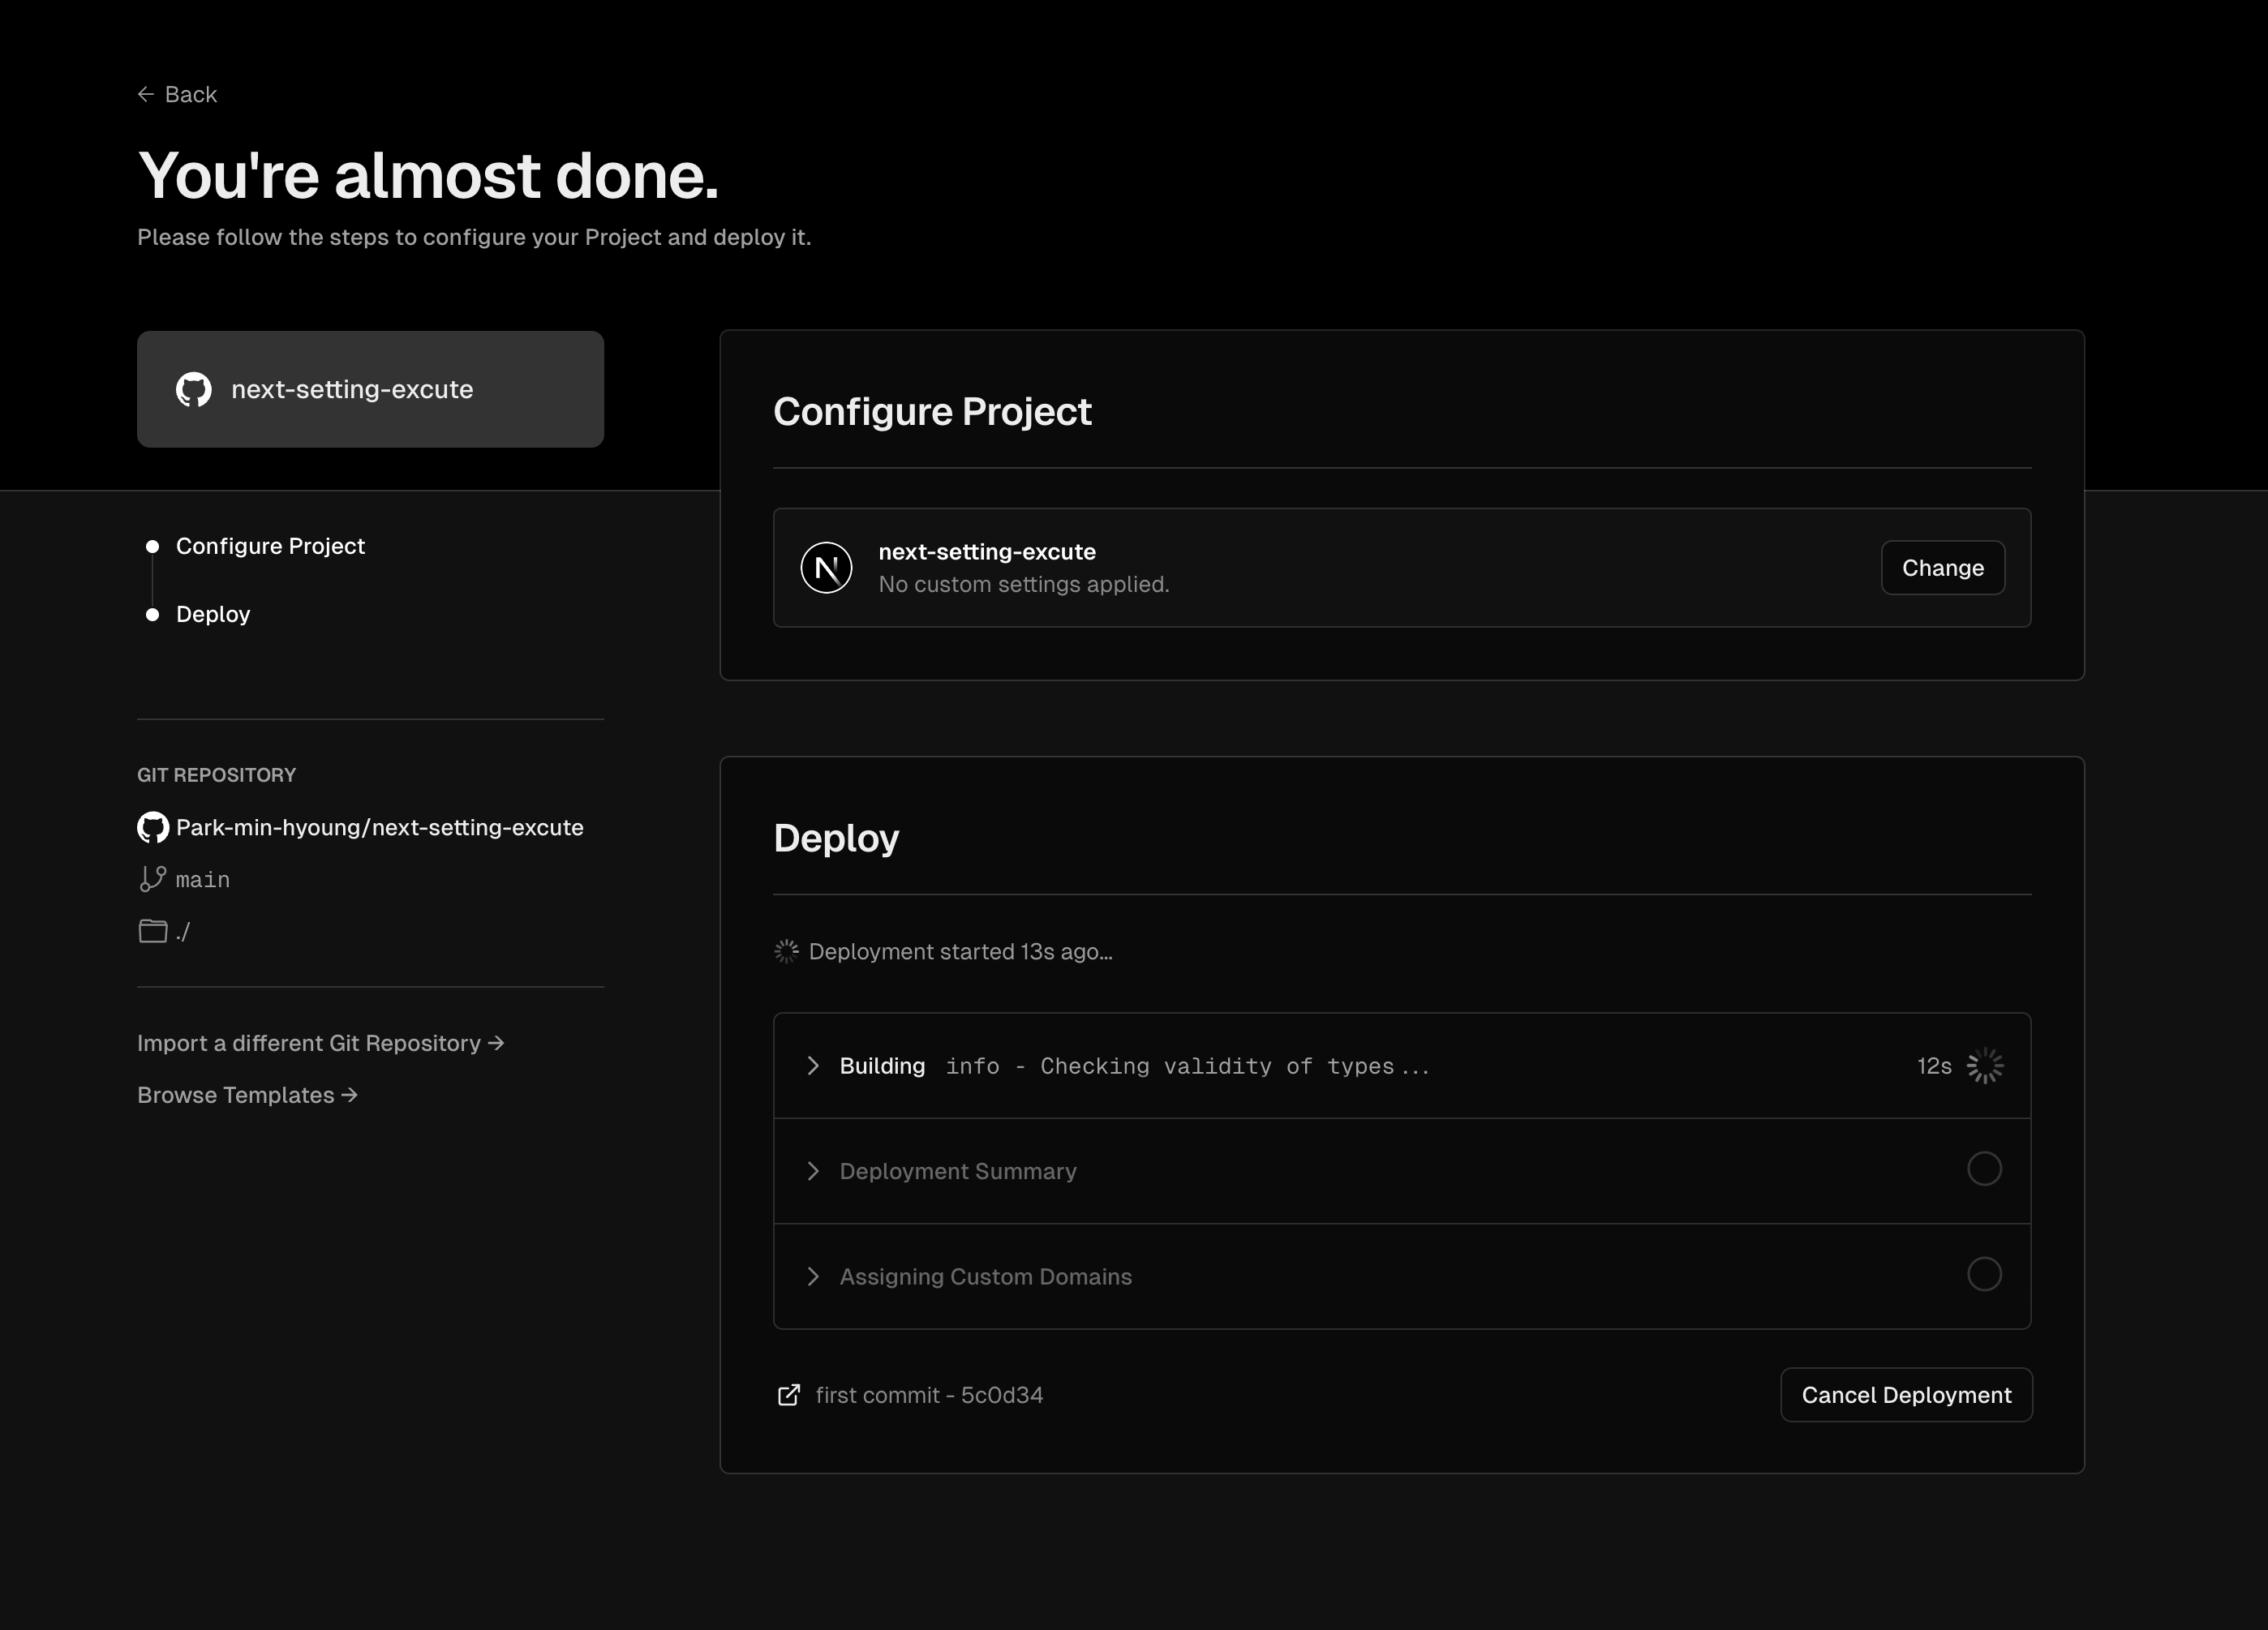 ← Back
You're almost done.
Please follow the steps to configure your Project and deploy it.
next-setting-excute
Configure Project
Deploy
GIT REPOSITORY
Park-min-hyoung/next-setting-excute
main
./
Import a different Git Repository →
Browse Templates →
Configure Project
next-setting-excute
No custom settings applied.
Change
Deploy
Deployment started 13s ago...
Building info - Checking validity of types... 12s
Deployment Summary
Assigning Custom Domains
first commit - 5c0d34
Cancel Deployment